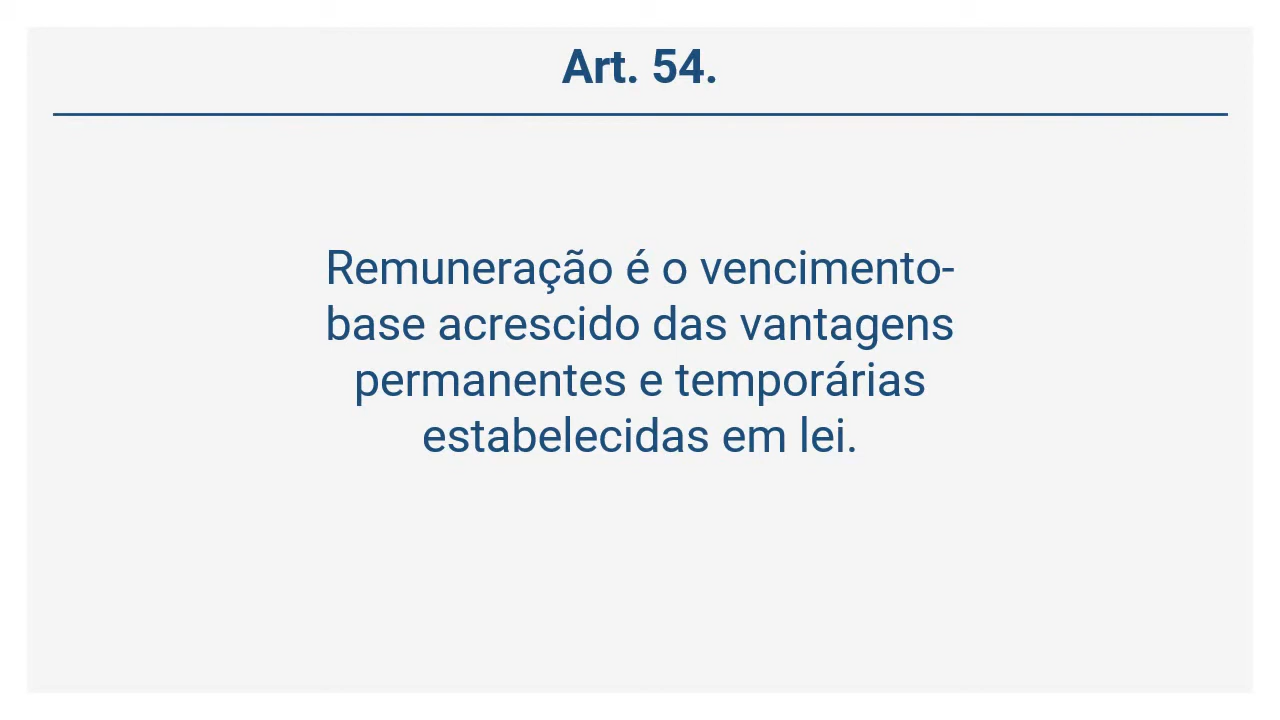 Art. 54.
Remuneração é o vencimento-
base acrescido das vantagens
permanentes e temporárias
estabelecidas em lei.